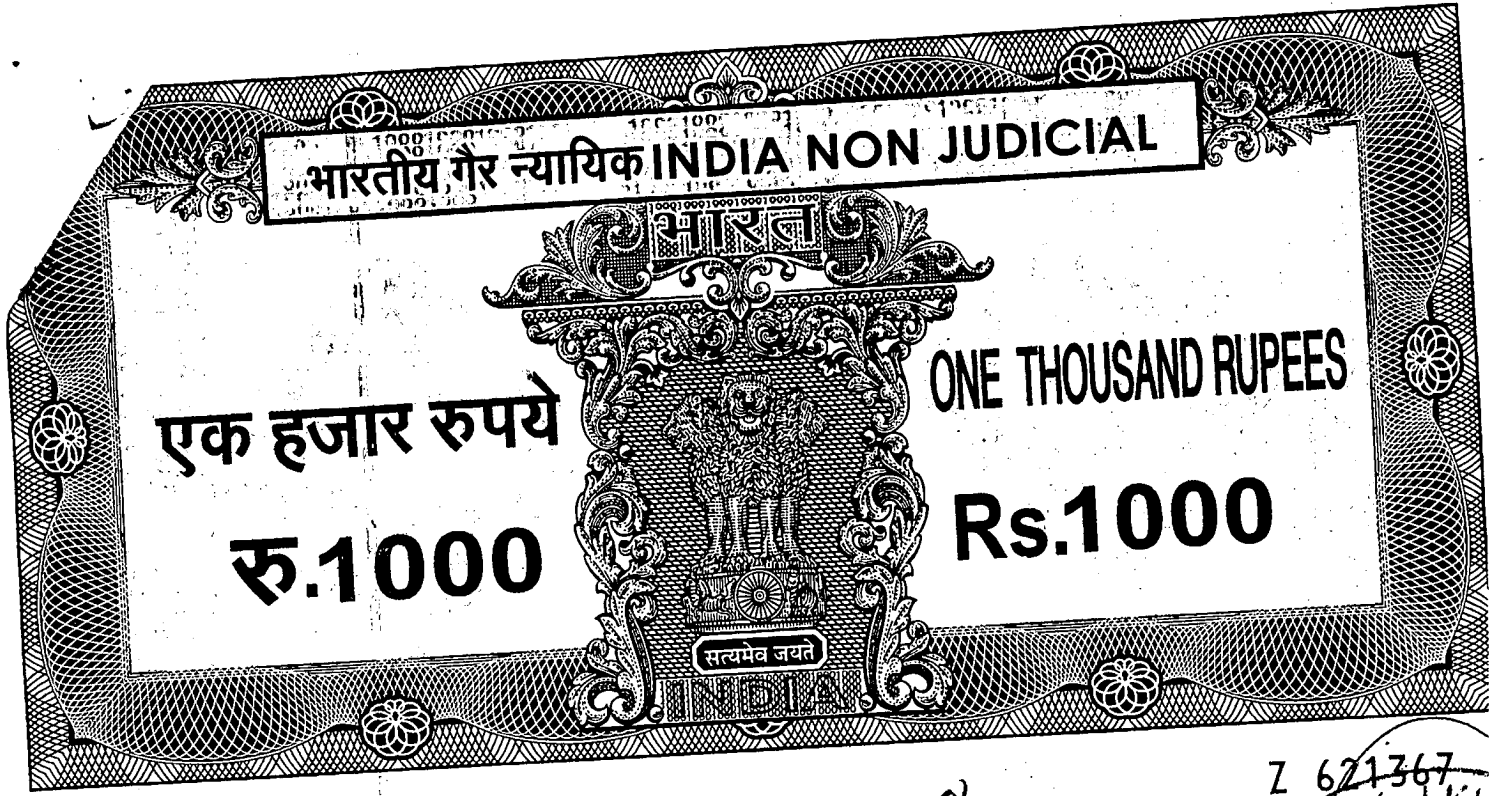 भारतीय गैर न्यायिक INDIA NON JUDICIAL
भारत
एक हजार रुपये
ONE THOUSAND RUPEES
रु.1000
Rs.1000
सत्यमेव जयते
INDIA
Z 621367